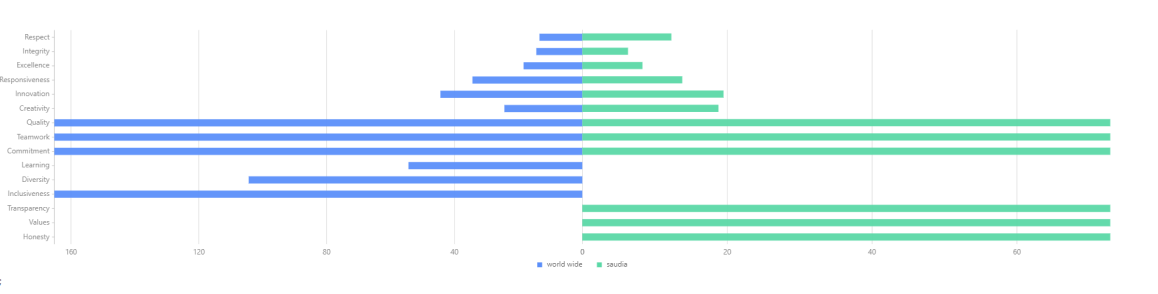 Respect
Integrity
Excellence
Responsiveness
Innovation
Creativity
Quality
Teamwork
Commitment
Learning
Diversity
Inclusiveness
Transparency
Values
Honesty
160 120 80 40 0 20 40 60
world wide saudia